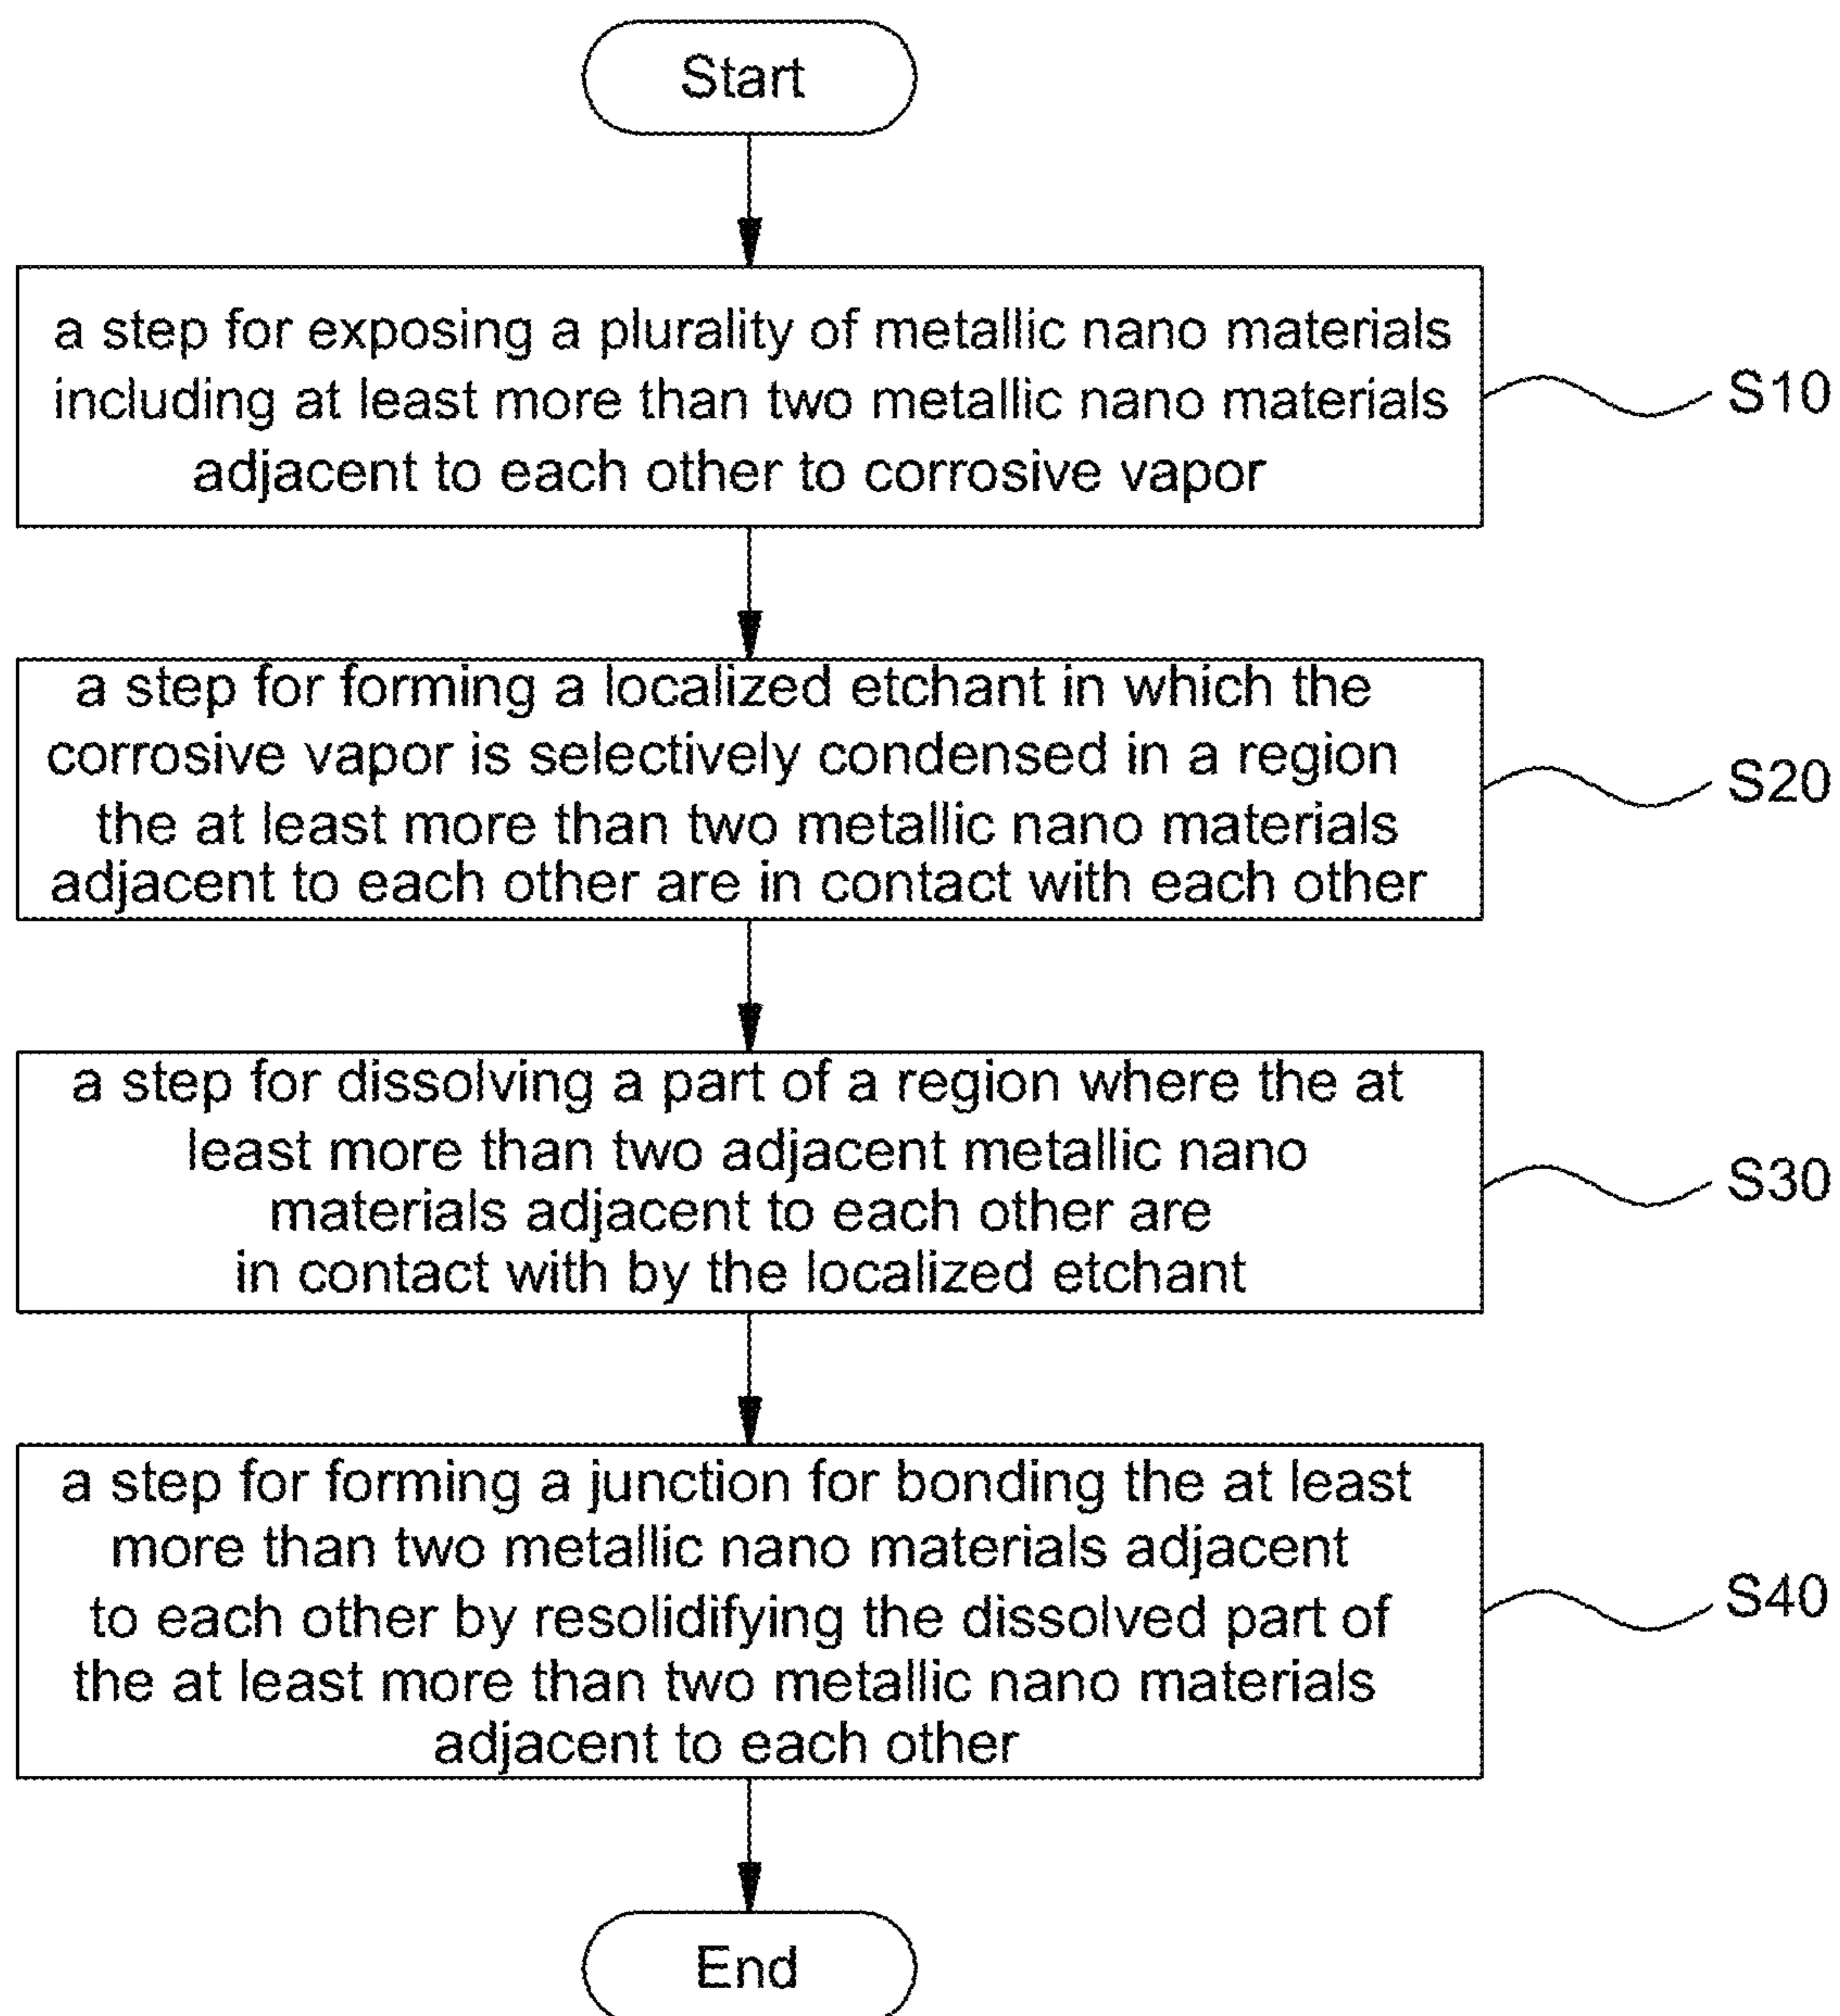 Start
a step for exposing a plurality of metallic nano materials
including at least more than two metallic nano materials
adjacent to each other to corrosive vapor
S10
a step for forming a localized etchant in which the
corrosive vapor is selectively condensed in a region
the at least more than two metallic nano materials
adjacent to each other are in contact with each other
S20
a step for dissolving a part of a region where the at
least more than two adjacent metallic nano
materials adjacent to each other are
in contact with by the localized etchant
S30
a step for forming a junction for bonding the at least
more than two metallic nano materials adjacent
to each other by resolidifying the dissolved part of
the at least more than two metallic nano materials
adjacent to each other
S40
End